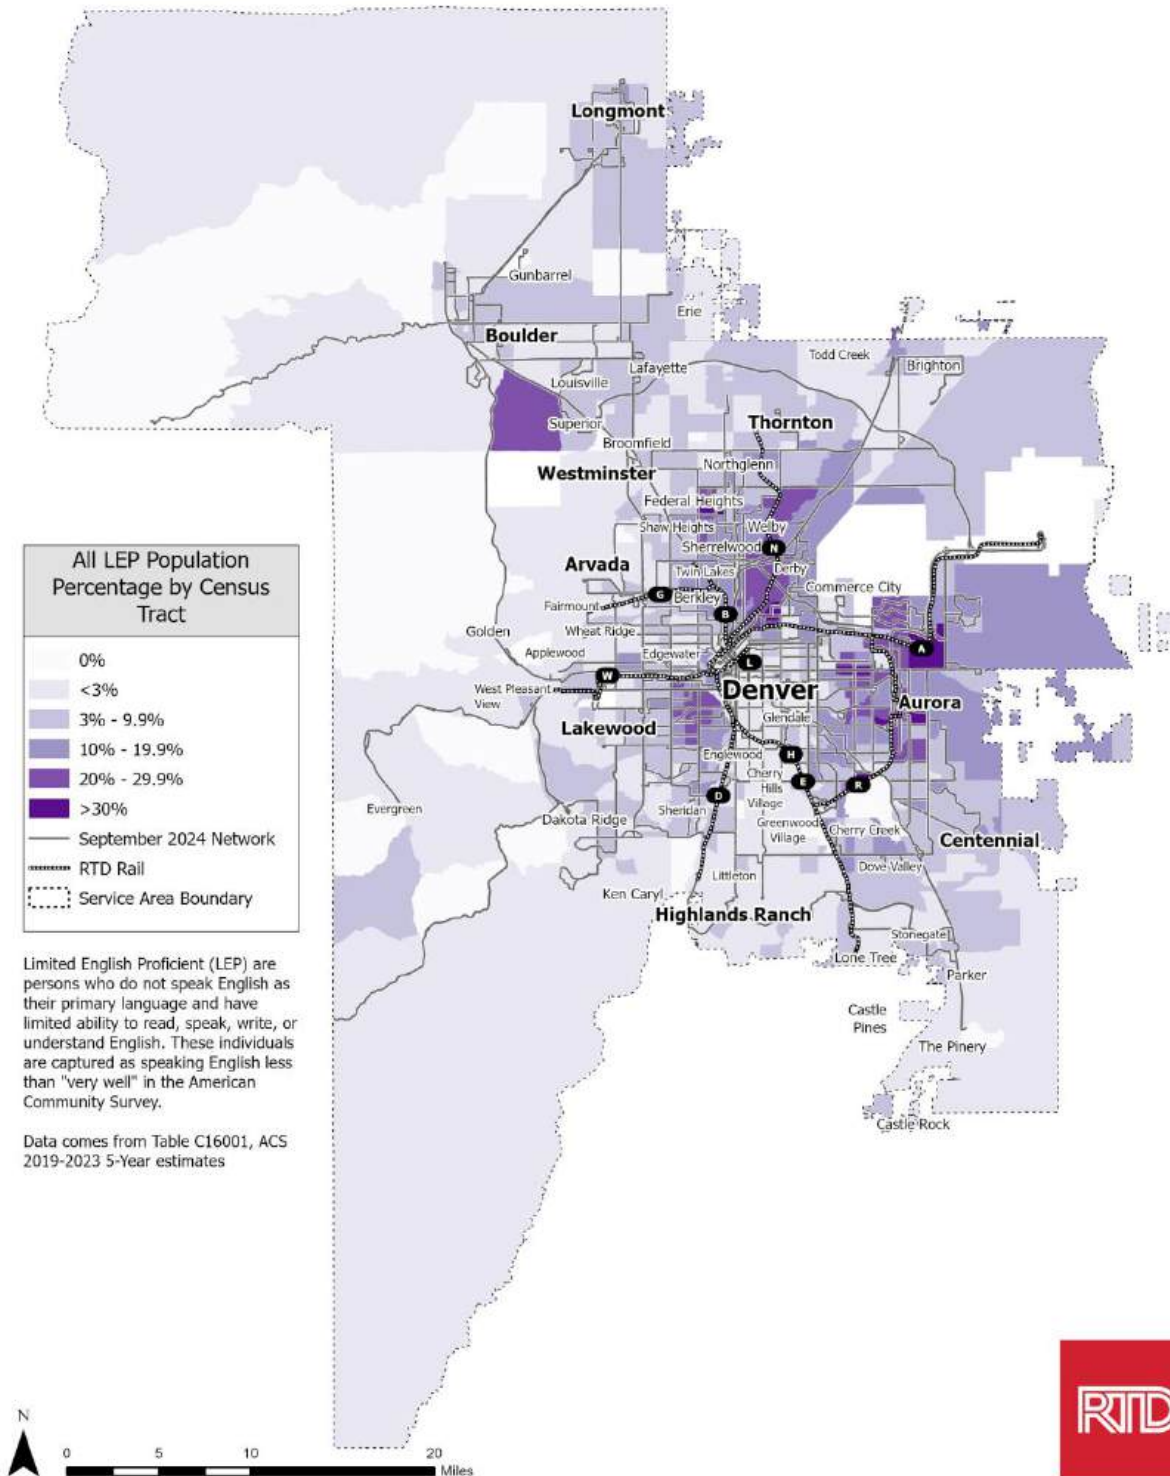 Longmont
Gunbarrel
Erie
Boulder
Todd Creek
Brighton
Lafayette
Louisville
Superior
Thornton
Broomfield
Northglenn
Westminster
Federal Heights
Shaw Heights
Welby
Sherrelwood
N
Arvada
Twin Lakes
Derby
Commerce City
G
Berkley
Fairmount
B
Golden
Wheat Ridge
Applewood
Edgewater
A
L
W
West Pleasant
View
Denver
Aurora
Lakewood
Glendale
Englewood
H
Cherry
Hills
Village
E
R
D
Evergreen
Sheridan
Dakota Ridge
Greenwood
Village
Cherry Creek
Centennial
Dove Valley
Littleton
Ken Caryl
Highlands Ranch
Stonegate
Lone Tree
Parker
Castle
Pines
The Pinery
Castle Rock
All LEP Population
Percentage by Census
Tract
0%
<3%
3% - 9.9%
10% - 19.9%
20% - 29.9%
>30%
September 2024 Network
RTD Rail
Service Area Boundary
Limited English Proficient (LEP) are
persons who do not speak English as
their primary language and have
limited ability to read, speak, write, or
understand English. These individuals
are captured as speaking English less
than "very well" in the American
Community Survey.
Data comes from Table C16001, ACS
2019-2023 5-Year estimates
N
0 5 10 20
Miles
RTD